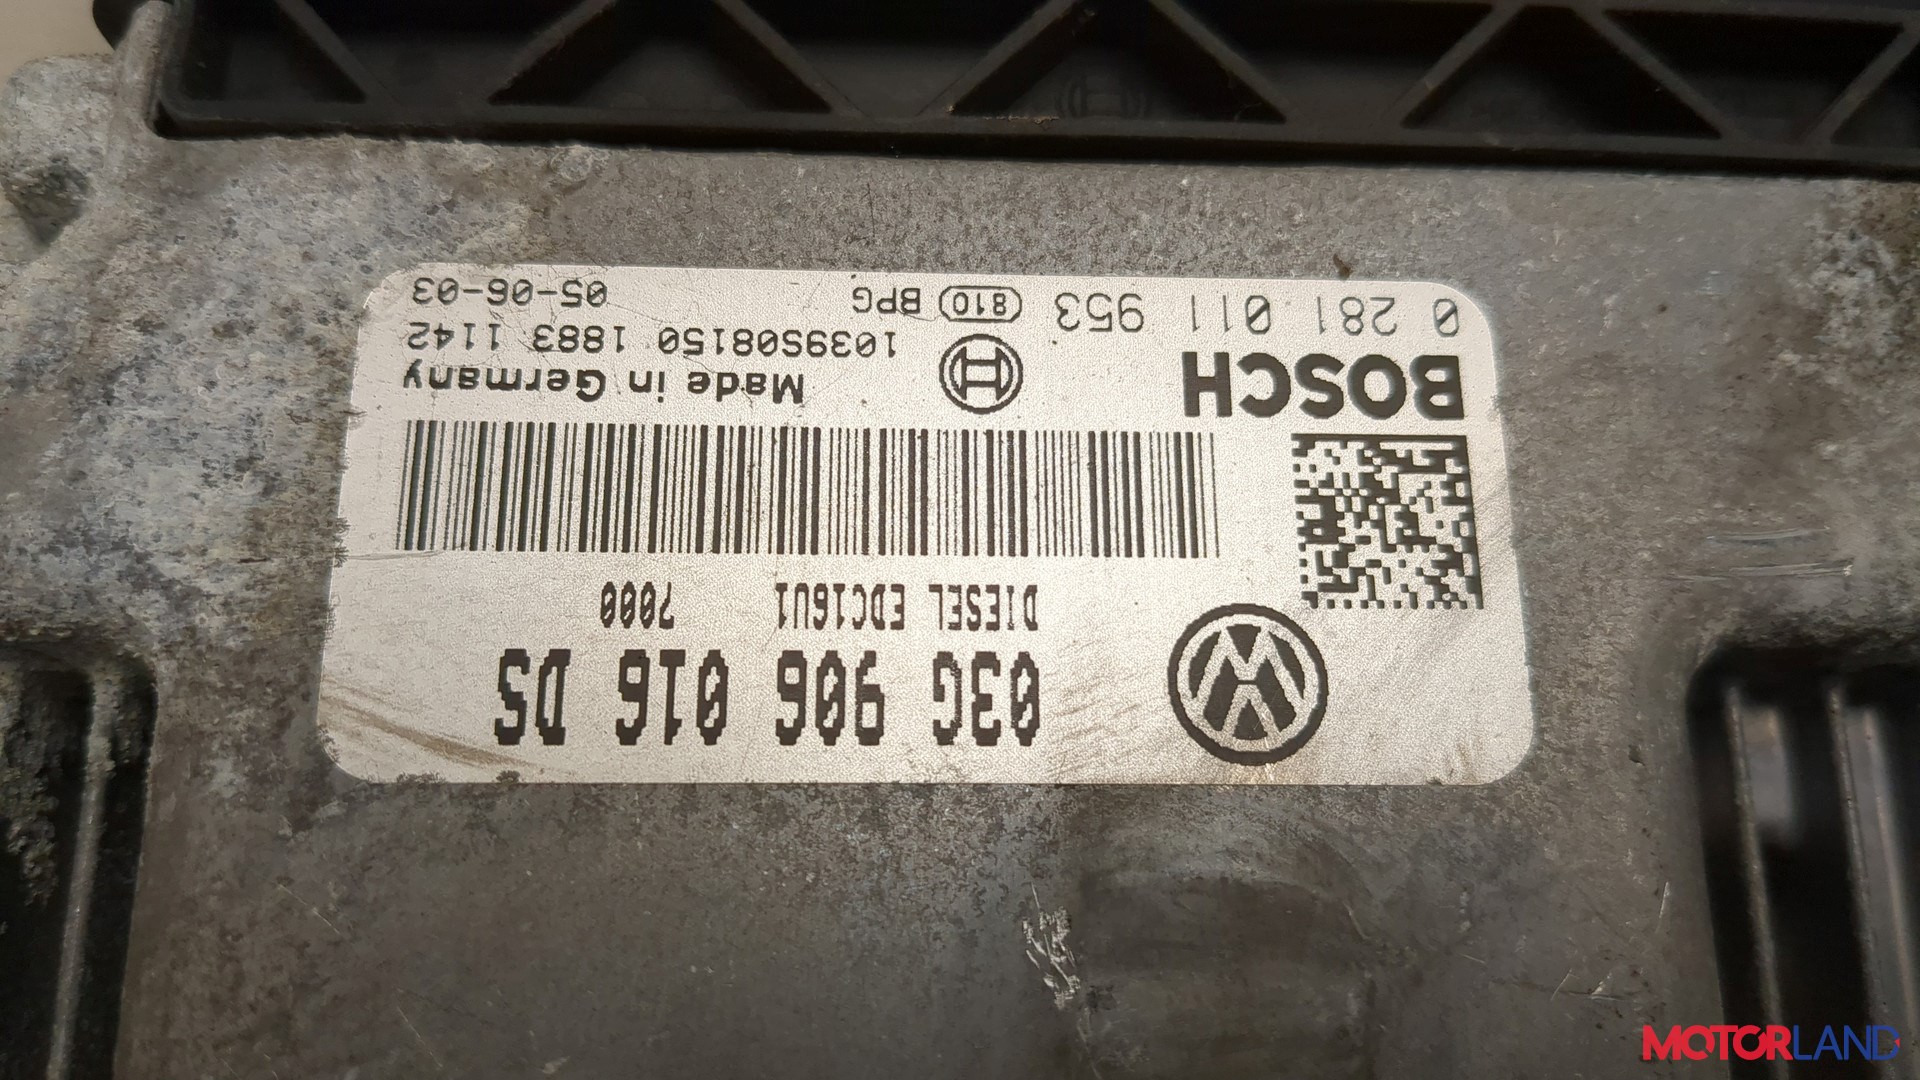 03G 906 016 DS
DIESEL EDC16U1 7000
BOSCH Made in Germany
1039S08150 1883 1142
0 281 011 953 810 BPG 05-06-03
MOTORLAND